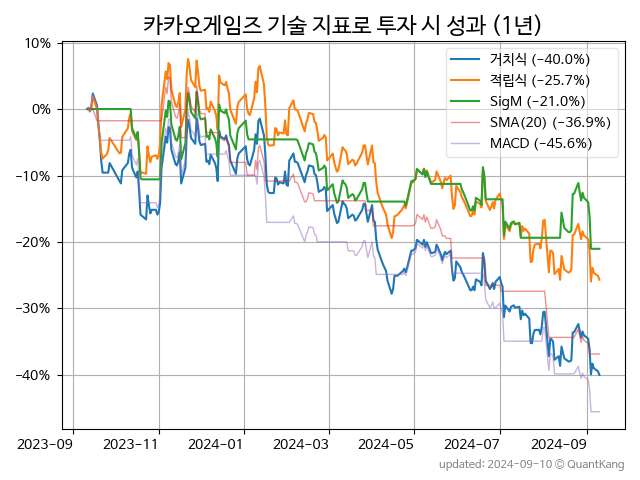 카카오게임즈 기술 지표로 투자 시 성과 (1년)
10%
0%
−10%
−20%
−30%
−40%
거치식 (−40.0%)
적립식 (−25.7%)
SigM (−21.0%)
SMA(20) (−36.9%)
MACD (−45.6%)
2023-09
2023-11
2024-01
2024-03
2024-05
2024-07
2024-09
updated: 2024-09-10 ⓒ QuantKang